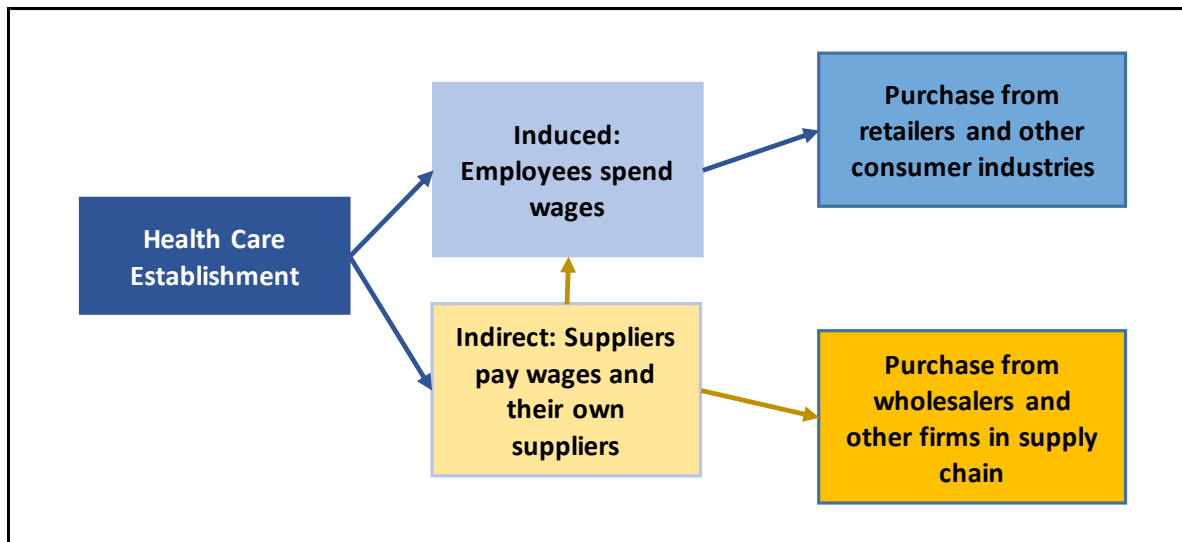 Health Care
Establishment
Induced:
Employees spend
wages
Indirect: Suppliers
pay wages and
their own
suppliers
Purchase from
retailers and other
consumer industries
Purchase from
wholesalers and
other firms in supply
chain